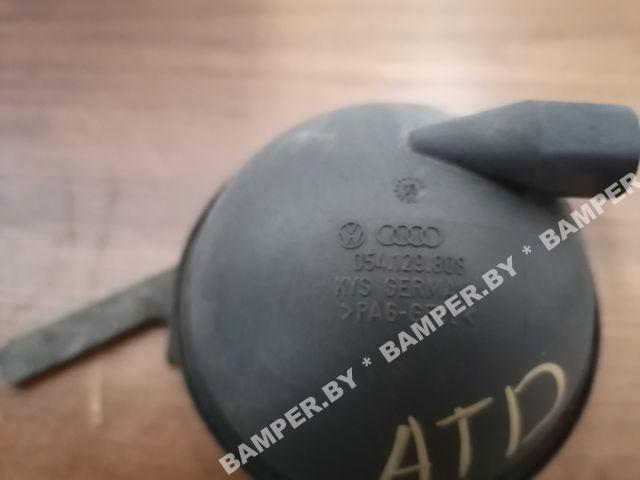 054.129.808
KYS GERMA
>PA6-G
ATD
BAMPER.BY * BAMPER.BY * BAMPER